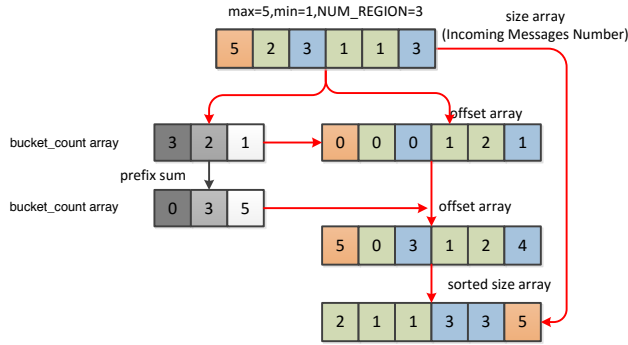 max=5,min=1,NUM_REGION=3
size array
(Incoming Messages Number)
5 2 3 1 1 3
offset array
bucket_count array
3 2 1
0 0 0 1 2 1
prefix sum
bucket_count array
0 3 5
offset array
5 0 3 1 2 4
sorted size array
2 1 1 3 3 5